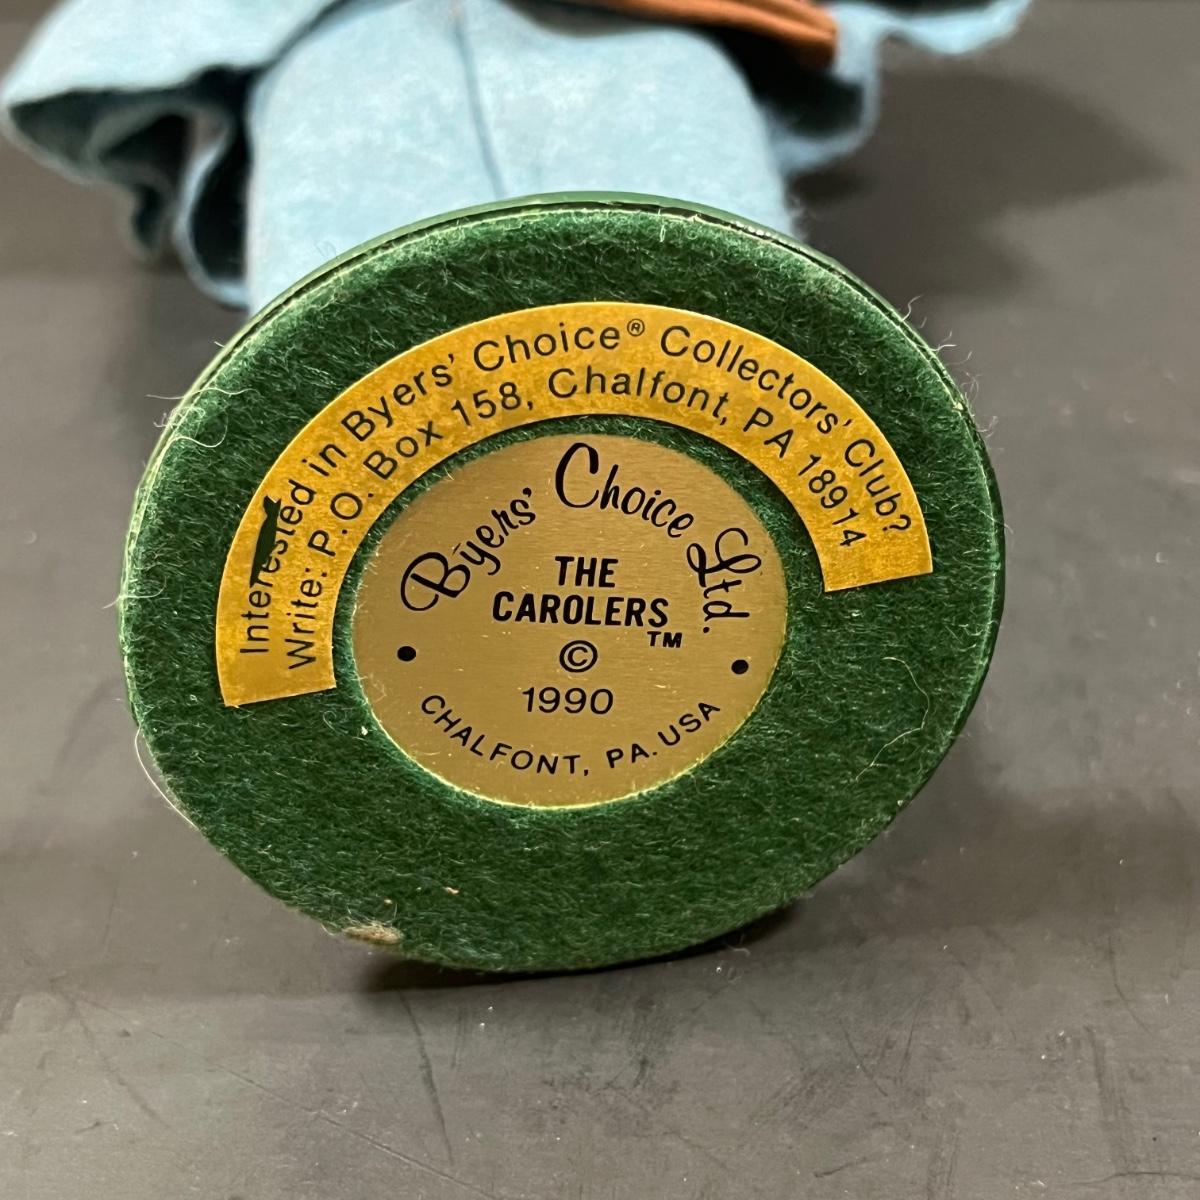 Interested in Byers' Choice® Collectors' Club?
Write: P.O. Box 158, Chalfont, PA 18914
Byers' Choice Ltd.
THE
CAROLERS
TM
©
1990
CHALFONT, PA. USA